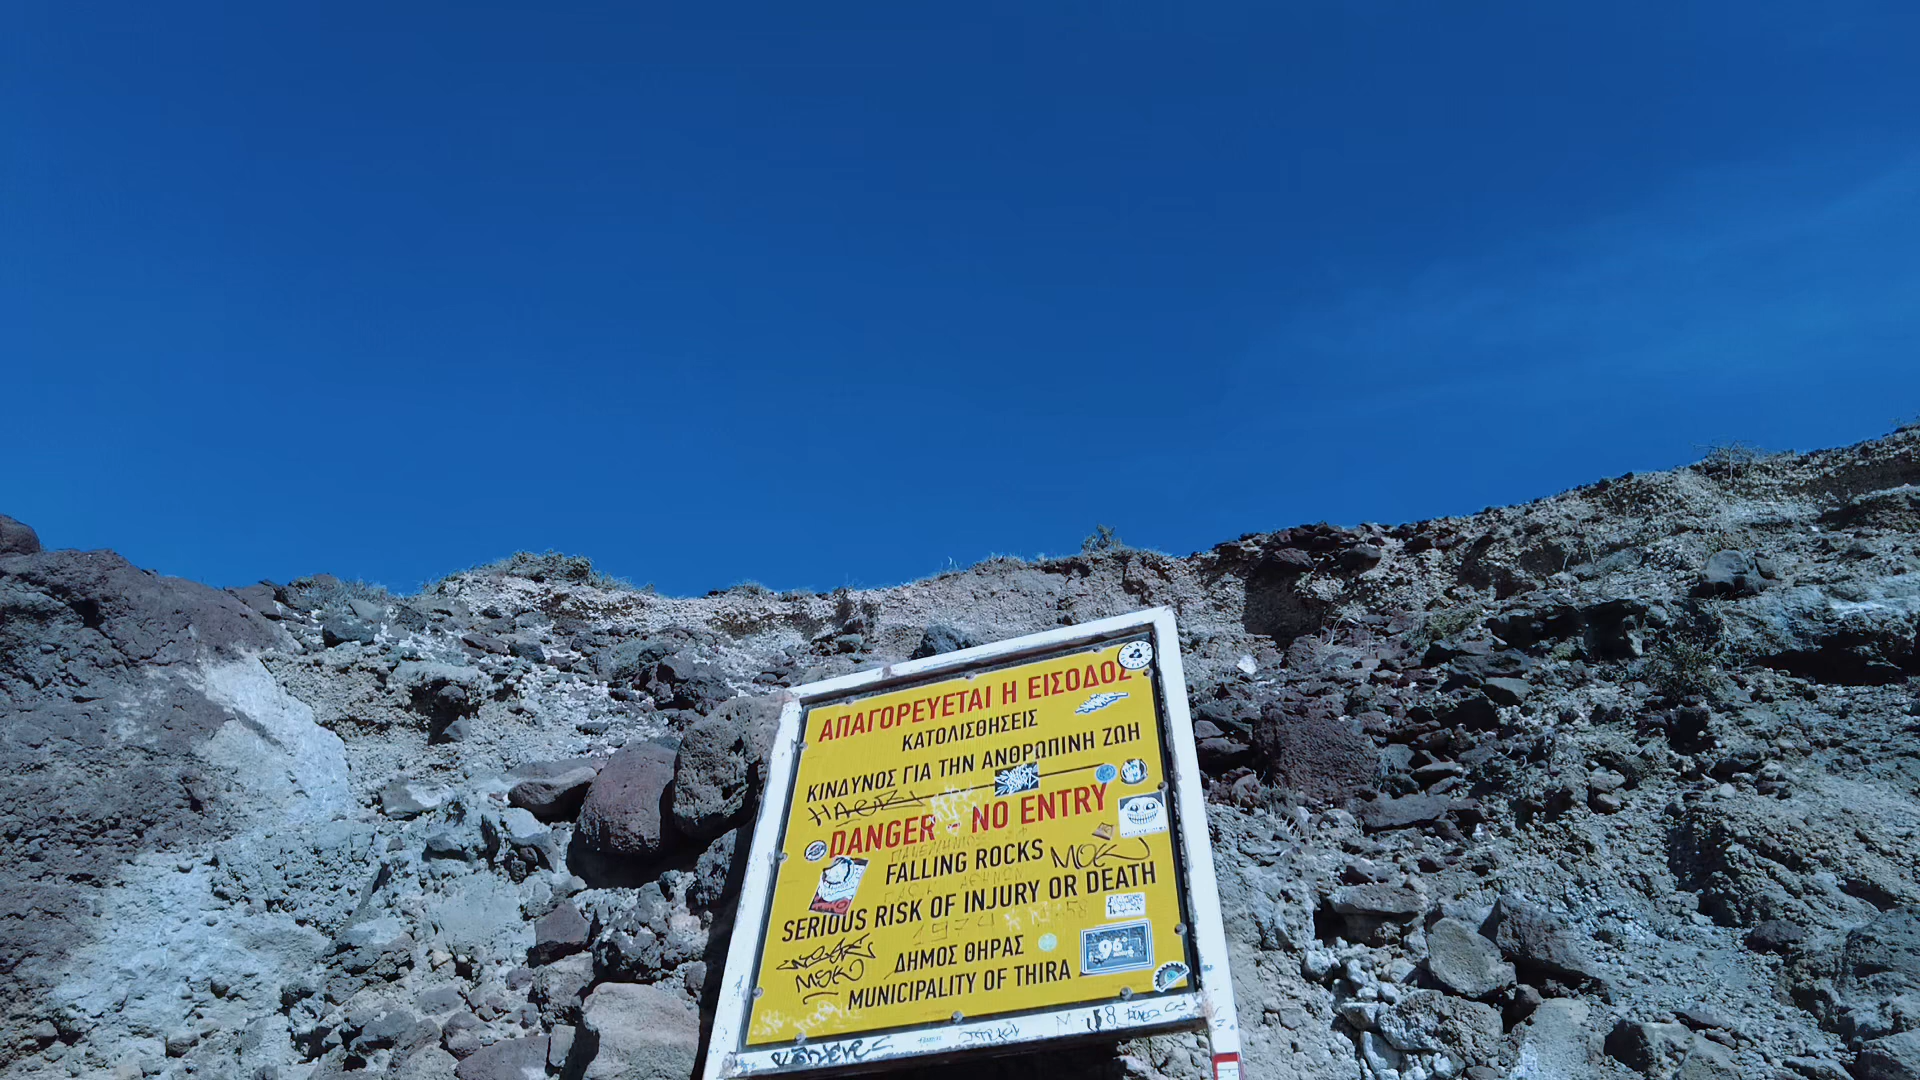 ΑΠΑΓΟΡΕΥΕΤΑΙ Η ΕΙΣΟΔΟΣ
ΚΑΤΟΛΙΣΘΗΣΕΙΣ
ΚΙΝΔΥΝΟΣ ΓΙΑ ΤΗΝ ΑΝΘΡΩΠΙΝΗ ΖΩΗ
DANGER - NO ENTRY
FALLING ROCKS
SERIOUS RISK OF INJURY OR DEATH
ΔΗΜΟΣ ΘΗΡΑΣ
MUNICIPALITY OF THIRA
96